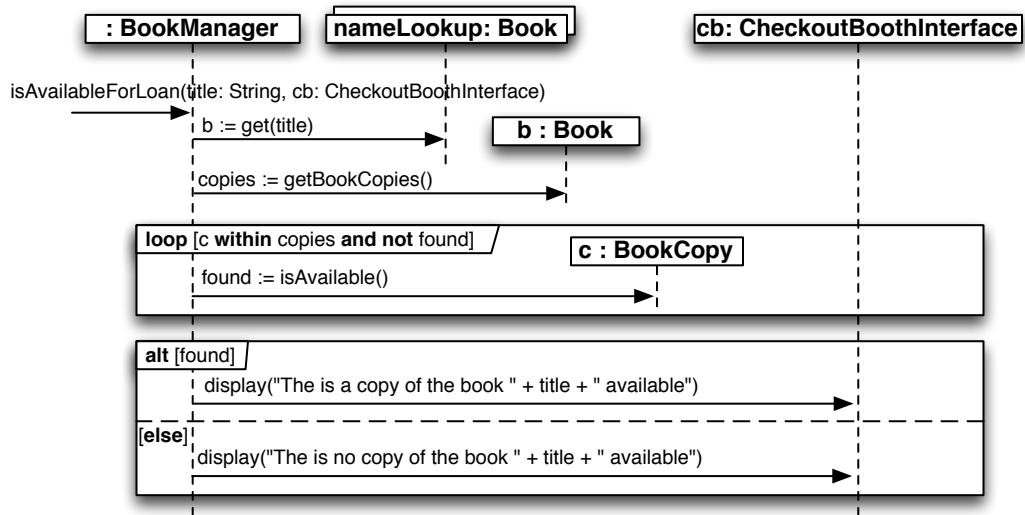 : BookManager
nameLookup: Book
cb: CheckoutBoothInterface
isAvailableForLoan(title: String, cb: CheckoutBoothInterface)
b := get(title)
b : Book
copies := getBookCopies()
loop [c within copies and not found]
c : BookCopy
found := isAvailable()
alt [found]
display("The is a copy of the book " + title + " available")
[else]
display("The is no copy of the book " + title + " available")